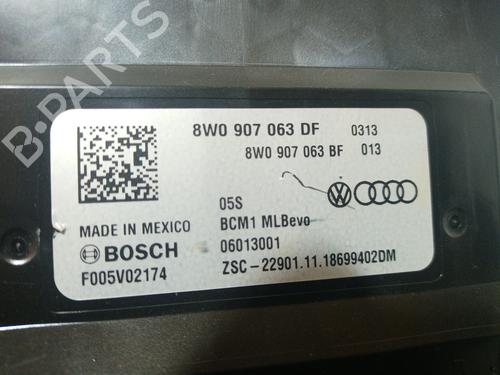 B-PARTS
8W0 907 063 DF 0313
8W0 907 063 BF 013
05S
MADE IN MEXICO BCM1 MLBevo
BOSCH 06013001
F005V02174 ZSC-22901.11.18699402DM